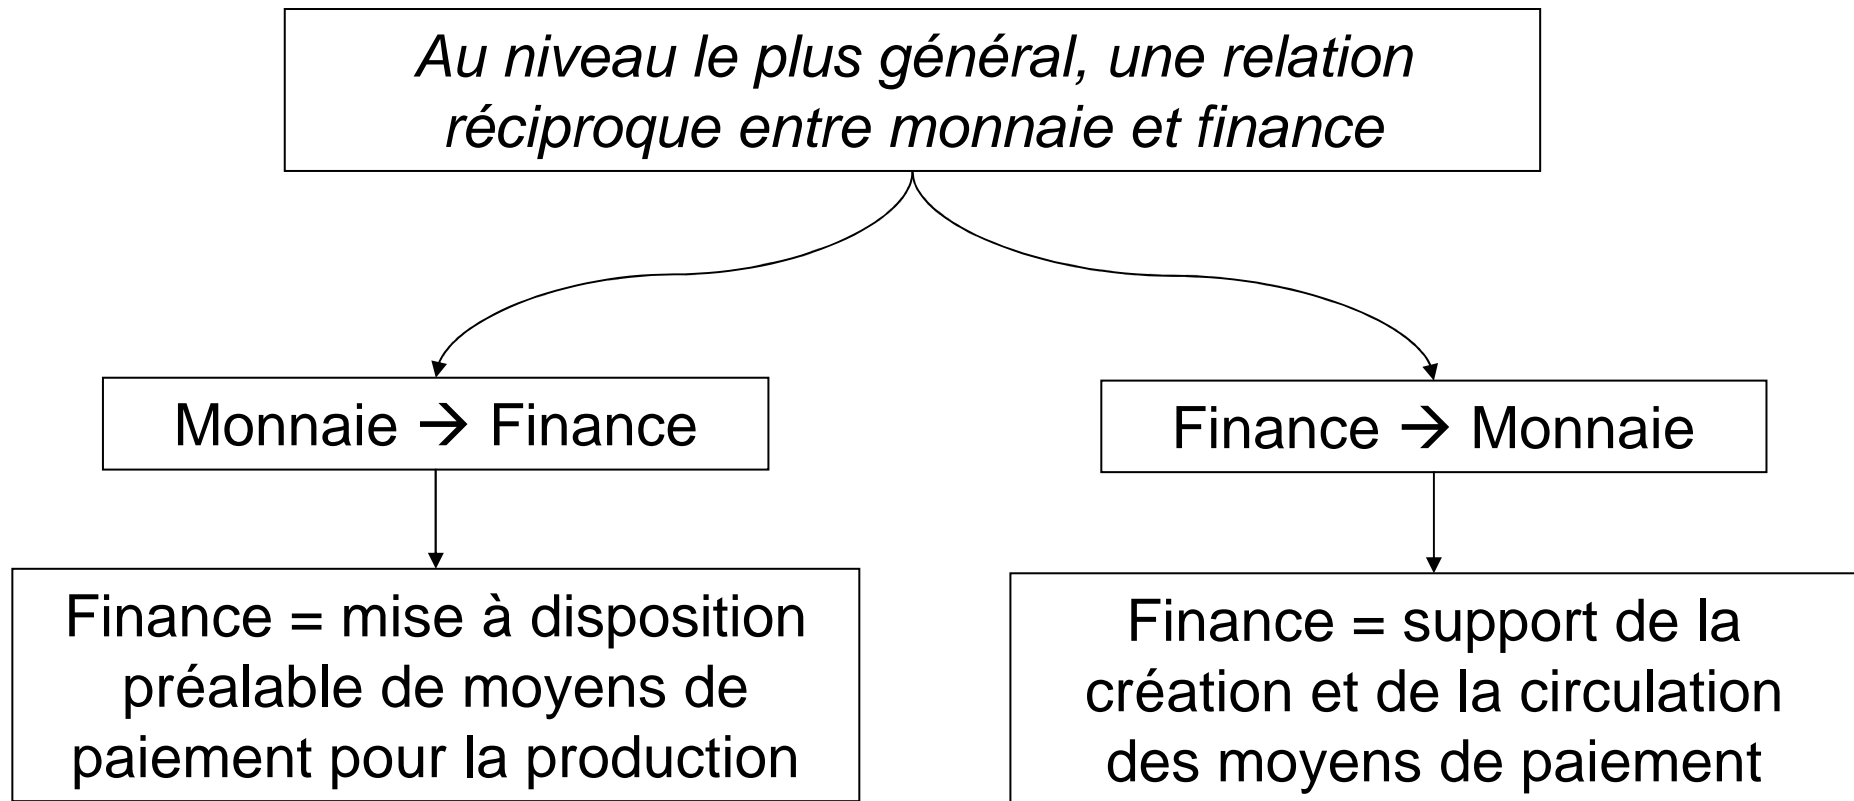 Au niveau le plus général, une relation
réciproque entre monnaie et finance
Monnaie → Finance
Finance → Monnaie
Finance = mise à disposition
préalable de moyens de
paiement pour la production
Finance = support de la
création et de la circulation
des moyens de paiement